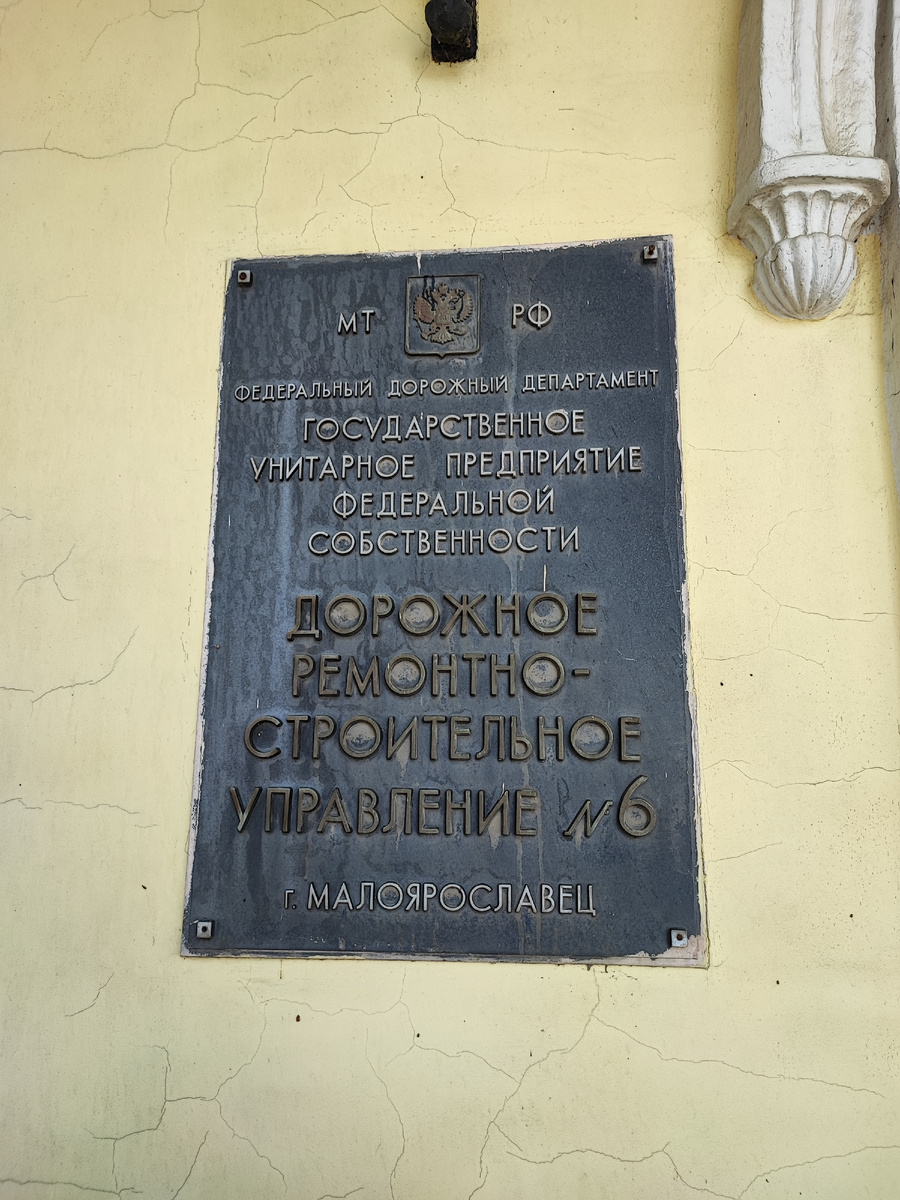 МТ РФ
ФЕДЕРАЛЬНЫЙ ДОРОЖНЫЙ ДЕПАРТАМЕНТ
ГОСУДАРСТВЕННОЕ
УНИТАРНОЕ ПРЕДПРИЯТИЕ
ФЕДЕРАЛЬНОЙ
СОБСТВЕННОСТИ
ДОРОЖНОЕ
РЕМОНТНО-
СТРОИТЕЛЬНОЕ
УПРАВЛЕНИЕ №6
г. МАЛОЯРОСЛАВЕЦ